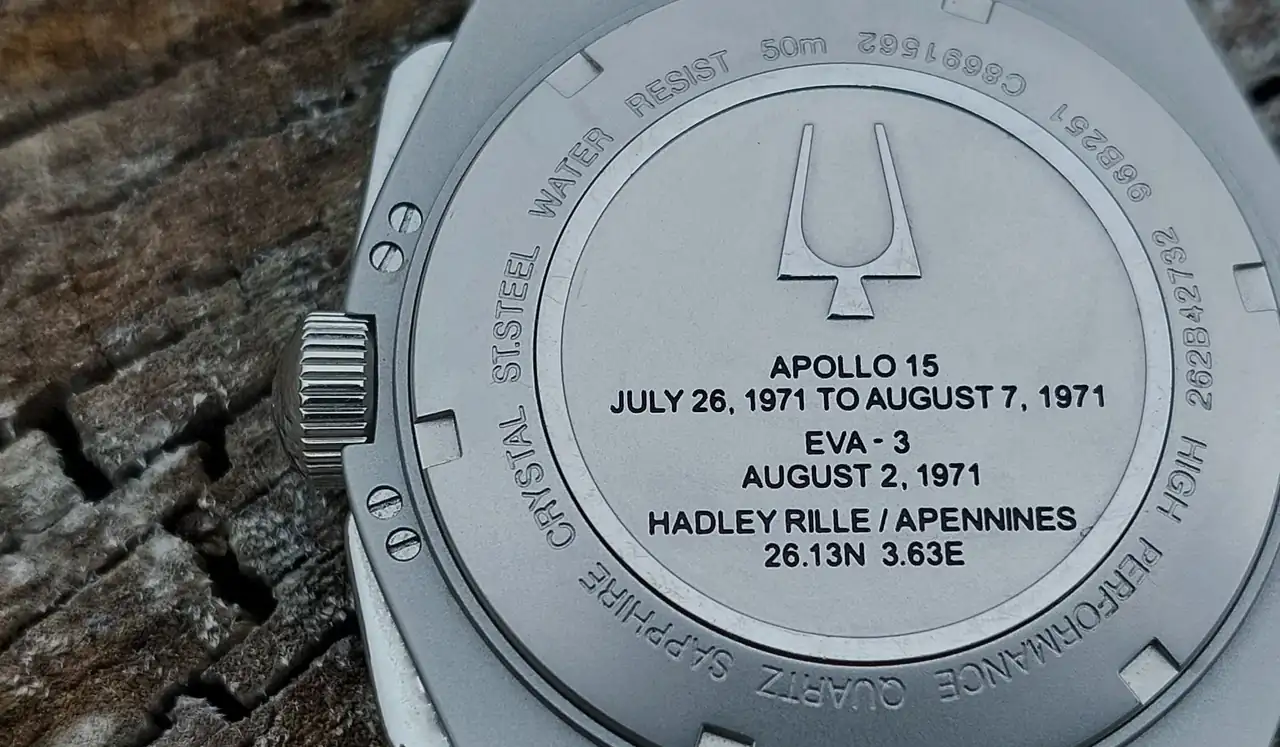 APOLLO 15
JULY 26, 1971 TO AUGUST 7, 1971
EVA - 3
AUGUST 2, 1971
HADLEY RILLE / APENNINES
26.13N 3.63E
262B42732 HIGH PERFORMANCE QUARTZ SAPPHIRE CRYSTAL ST.STEEL WATER RESIST 50m C8691562 96B251